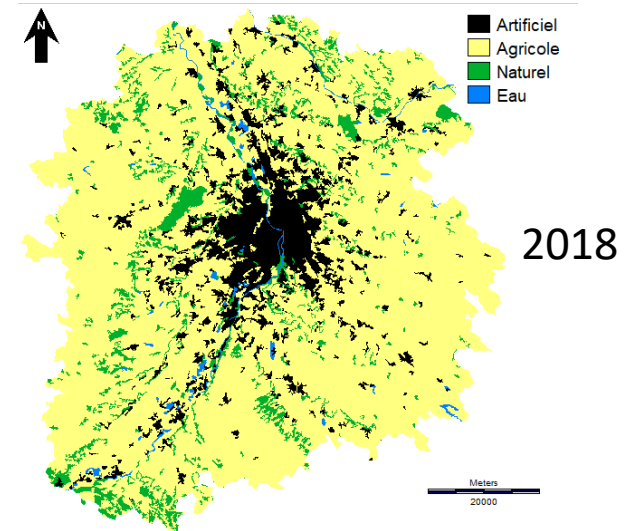 N
Artificiel
Agricole
Naturel
Eau
2018
Meters
20000